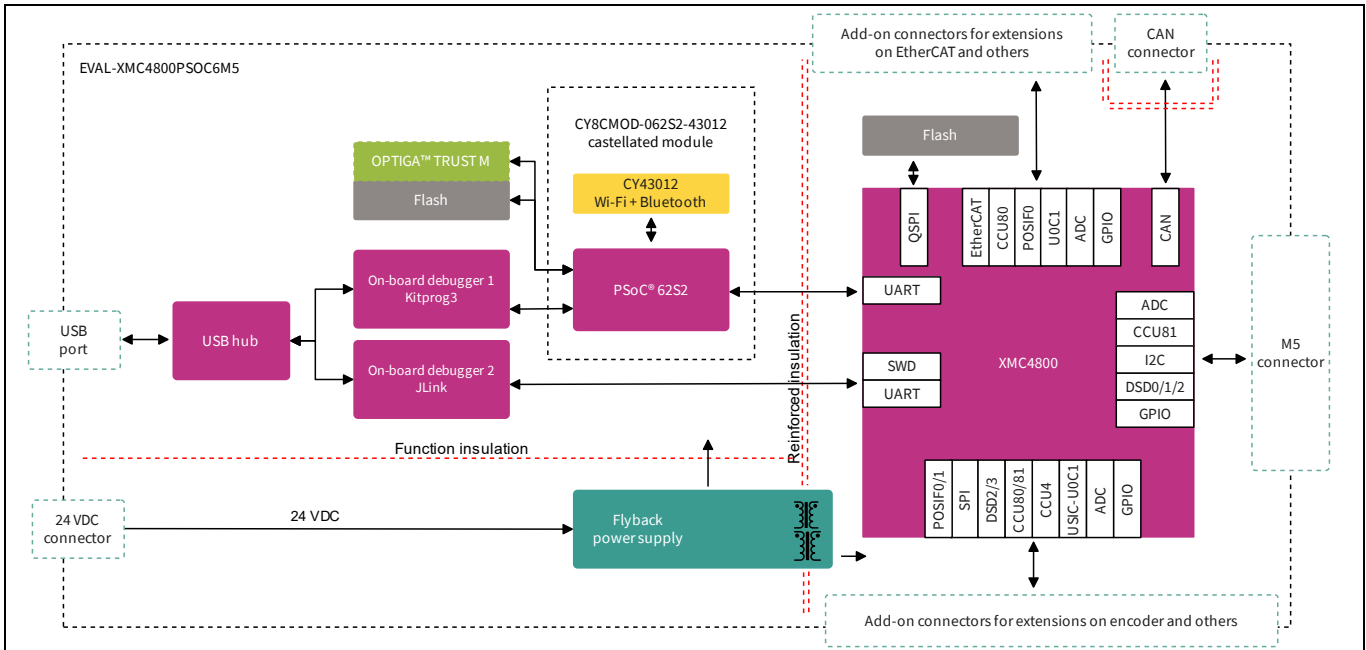 Add-on connectors for extensions
on EtherCAT and others
CAN
connector
EVAL-XMC4800PSOC6M5
CY8CMOD-062S2-43012
castellated module
OPTIGA™ TRUST M
Flash
CY43012
Wi-Fi + Bluetooth
Flash
QSPI
EtherCAT
CCU80
POSIF0
U0C1
ADC
GPIO
CAN
On-board debugger 1
Kitprog3
PSoC® 62S2
UART
USB
port
USB hub
On-board debugger 2
JLink
SWD
UART
XMC4800
ADC
CCU81
I2C
DSD0/1/2
GPIO
M5
connector
Reinforced insulation
Function insulation
24 VDC
connector
24 VDC
Flyback
power supply
POSIF0/1
SPI
DSD2/3
CCU80/81
CCU4
USIC-U0C1
ADC
GPIO
Add-on connectors for extensions on encoder and others